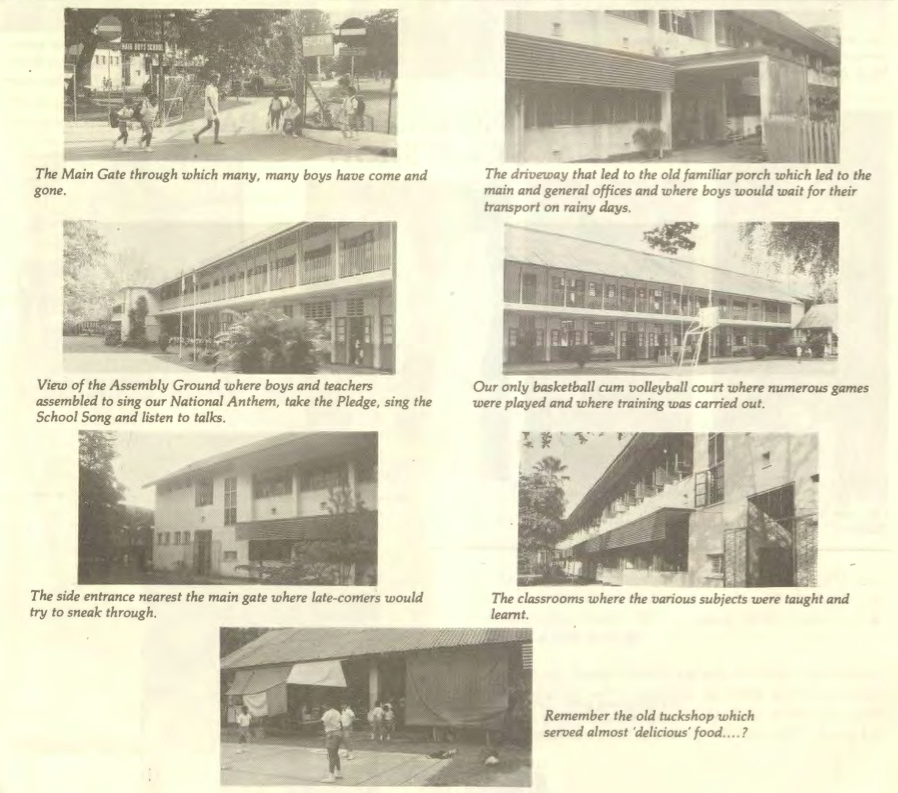 BOYS SCHOOL
The Main Gate through which many, many boys have come and
gone.
The driveway that led to the old familiar porch which led to the
main and general offices and where boys would wait for their
transport on rainy days.
View of the Assembly Ground where boys and teachers
assembled to sing our National Anthem, take the Pledge, sing the
School Song and listen to talks.
Our only basketball cum volleyball court where numerous games
were played and where training was carried out.
The side entrance nearest the main gate where late-comers would
try to sneak through.
The classrooms where the various subjects were taught and
learnt.
Remember the old tuckshop which
served almost 'delicious' food....?